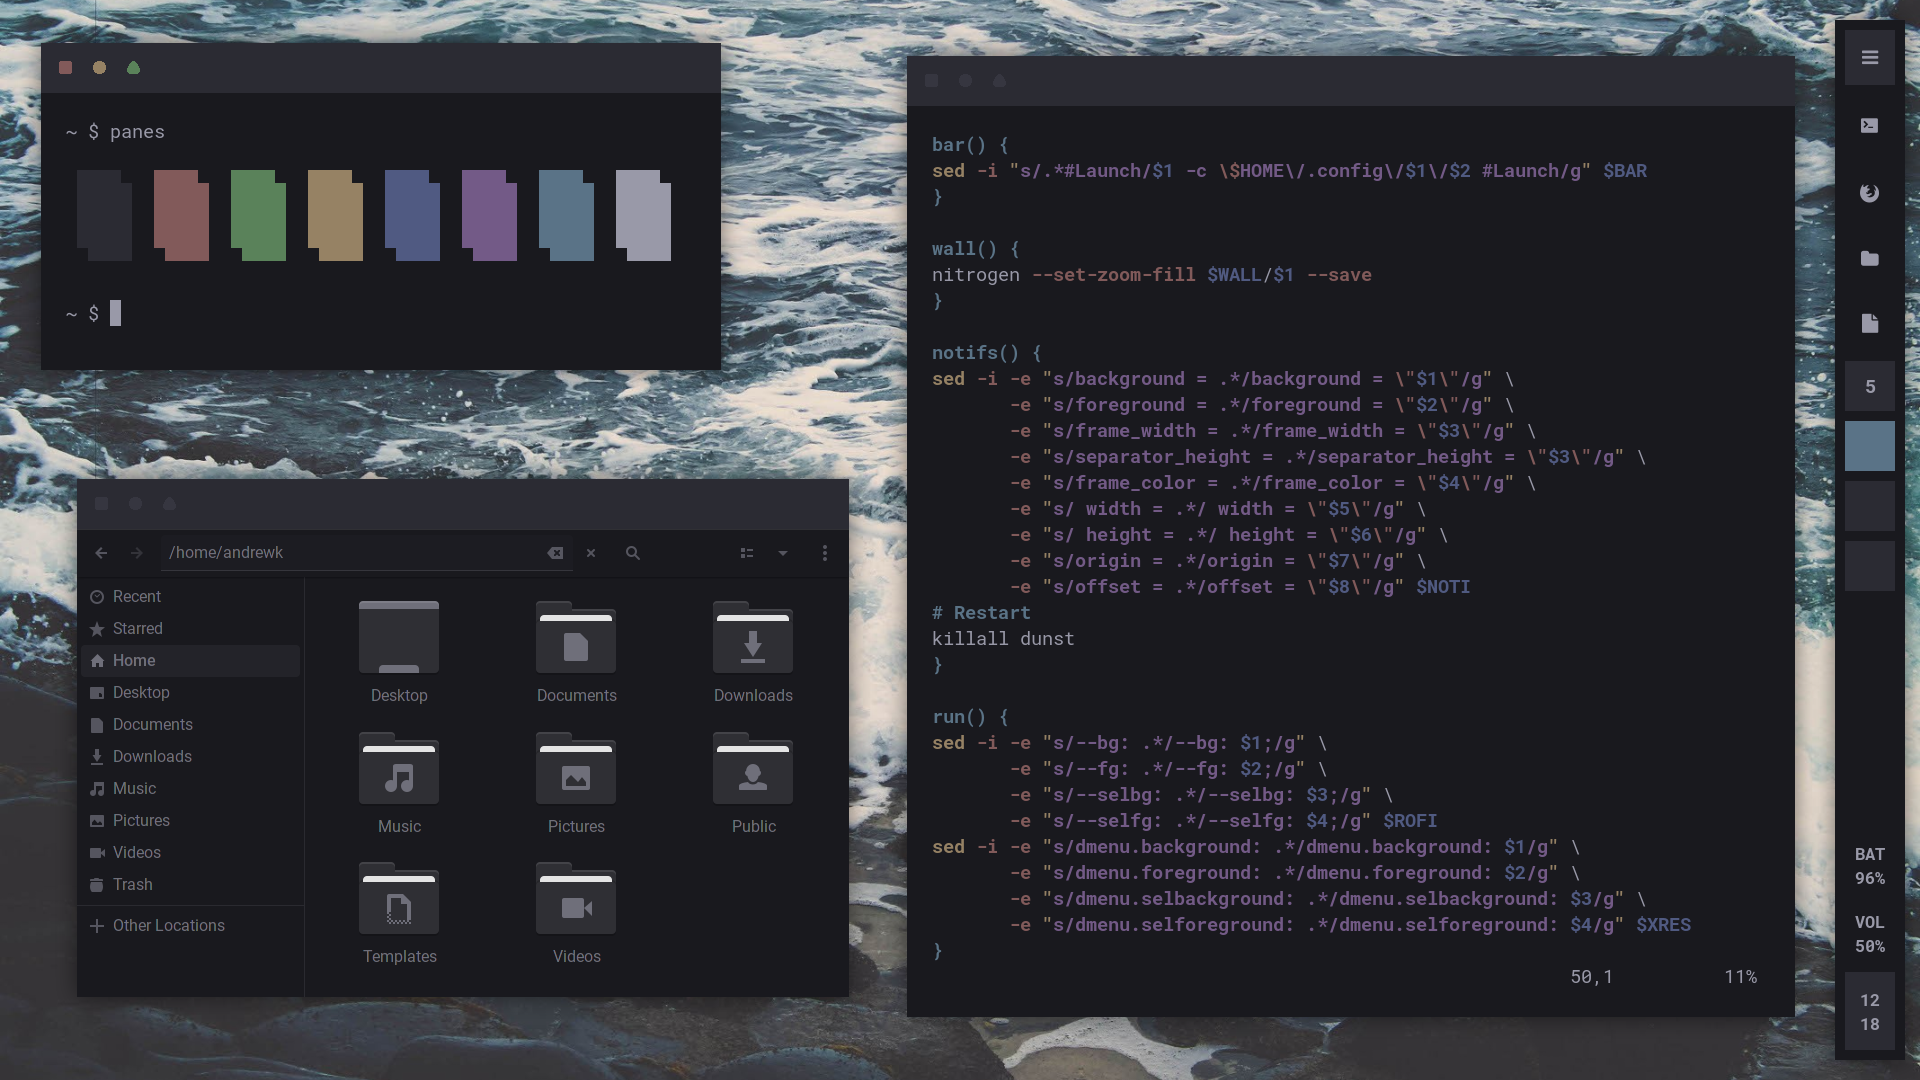 ~ $ panes
~ $
/home/andrewk
Recent
Starred
Home
Desktop
Documents
Downloads
Music
Pictures
Videos
Trash
Other Locations
Desktop
Documents
Downloads
Music
Pictures
Public
Templates
Videos
bar() {
sed -i "s/.*#Launch/$1 -c \$HOME\/.config\/$1\/$2 #Launch/g" $BAR
}
wall() {
nitrogen --set-zoom-fill $WALL/$1 --save
}
notifs() {
sed -i -e "s/background = .*/background = \"$1\"/g" \
-e "s/foreground = .*/foreground = \"$2\"/g" \
-e "s/frame_width = .*/frame_width = \"$3\"/g" \
-e "s/separator_height = .*/separator_height = \"$3\"/g" \
-e "s/frame_color = .*/frame_color = \"$4\"/g" \
-e "s/ width = .*/ width = \"$5\"/g" \
-e "s/ height = .*/ height = \"$6\"/g" \
-e "s/origin = .*/origin = \"$7\"/g" \
-e "s/offset = .*/offset = \"$8\"/g" $NOTI
# Restart
killall dunst
}
run() {
sed -i -e "s/--bg: .*/--bg: $1;/g" \
-e "s/--fg: .*/--fg: $2;/g" \
-e "s/--selbg: .*/--selbg: $3;/g" \
-e "s/--selfg: .*/--selfg: $4;/g" $ROFI
sed -i -e "s/dmenu.background: .*/dmenu.background: $1/g" \
-e "s/dmenu.foreground: .*/dmenu.foreground: $2/g" \
-e "s/dmenu.selbackground: .*/dmenu.selbackground: $3/g" \
-e "s/dmenu.selforeground: .*/dmenu.selforeground: $4/g" $XRES
}
50,1 11%
5
BAT
96%
VOL
50%
12
18